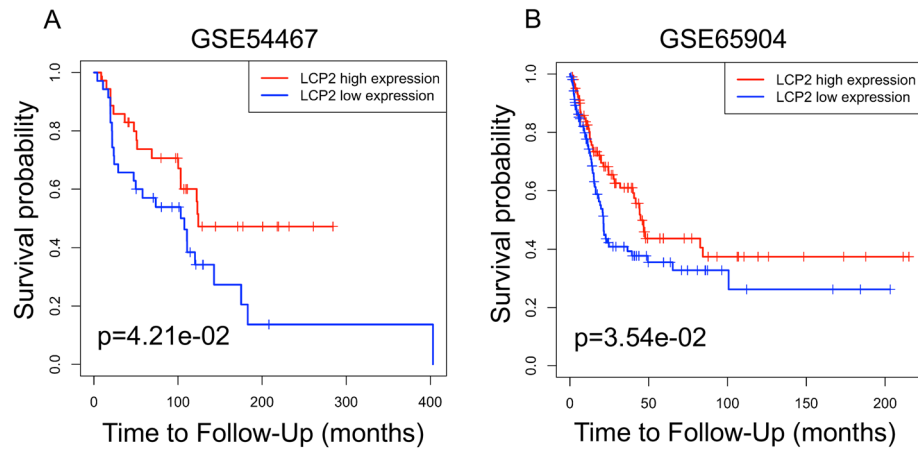 A
GSE54467
LCP2 high expression
LCP2 low expression
Survival probability
1.0
0.8
0.6
0.4
0.2
0.0
p=4.21e-02
0 100 200 300 400
Time to Follow-Up (months)
B
GSE65904
LCP2 high expression
LCP2 low expression
Survival probability
1.0
0.8
0.6
0.4
0.2
0.0
p=3.54e-02
0 50 100 150 200
Time to Follow-Up (months)